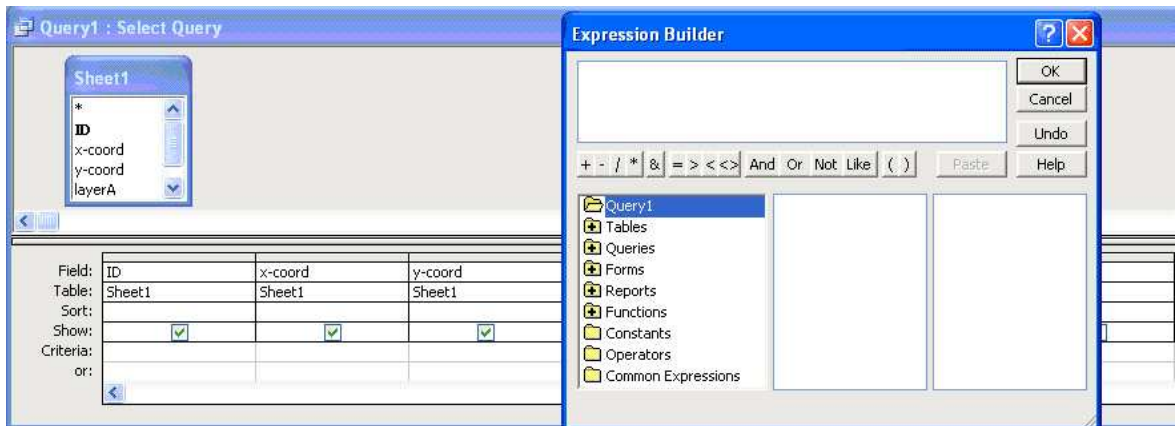 Query1 : Select Query
Sheet1
*
ID
x-coord
y-coord
layerA
Field: ID x-coord y-coord
Table: Sheet1 Sheet1 Sheet1
Sort:
Show:
Criteria:
or:
Expression Builder
OK
Cancel
Undo
+ - / * & = > < <> And Or Not Like ( ) Paste Help
Query1
Tables
Queries
Forms
Reports
Functions
Constants
Operators
Common Expressions